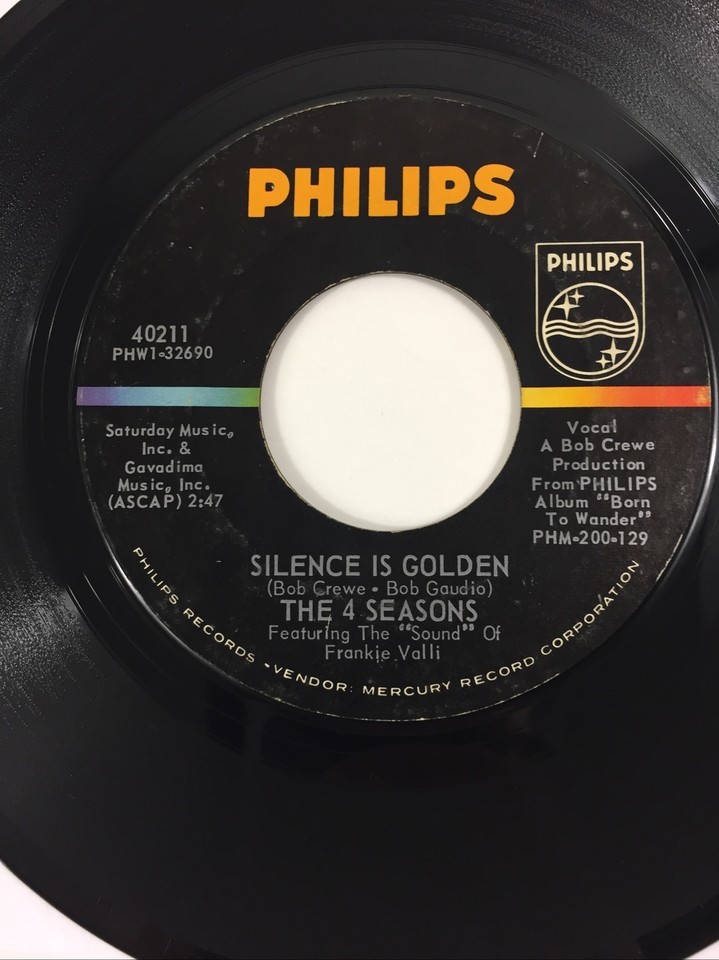 PHILIPS
PHILIPS
40211
PHW1-32690
Saturday Music,
Inc. &
Gavadima
Music, Inc.
(ASCAP) 2:47
Vocal
A Bob Crewe
Production
From PHILIPS
Album "Born
To Wander"
PHM-200-129
SILENCE IS GOLDEN
(Bob Crewe • Bob Gaudio)
THE 4 SEASONS
Featuring The "Sound" Of
Frankie Valli
PHILIPS RECORDS • VENDOR: MERCURY RECORD CORPORATION